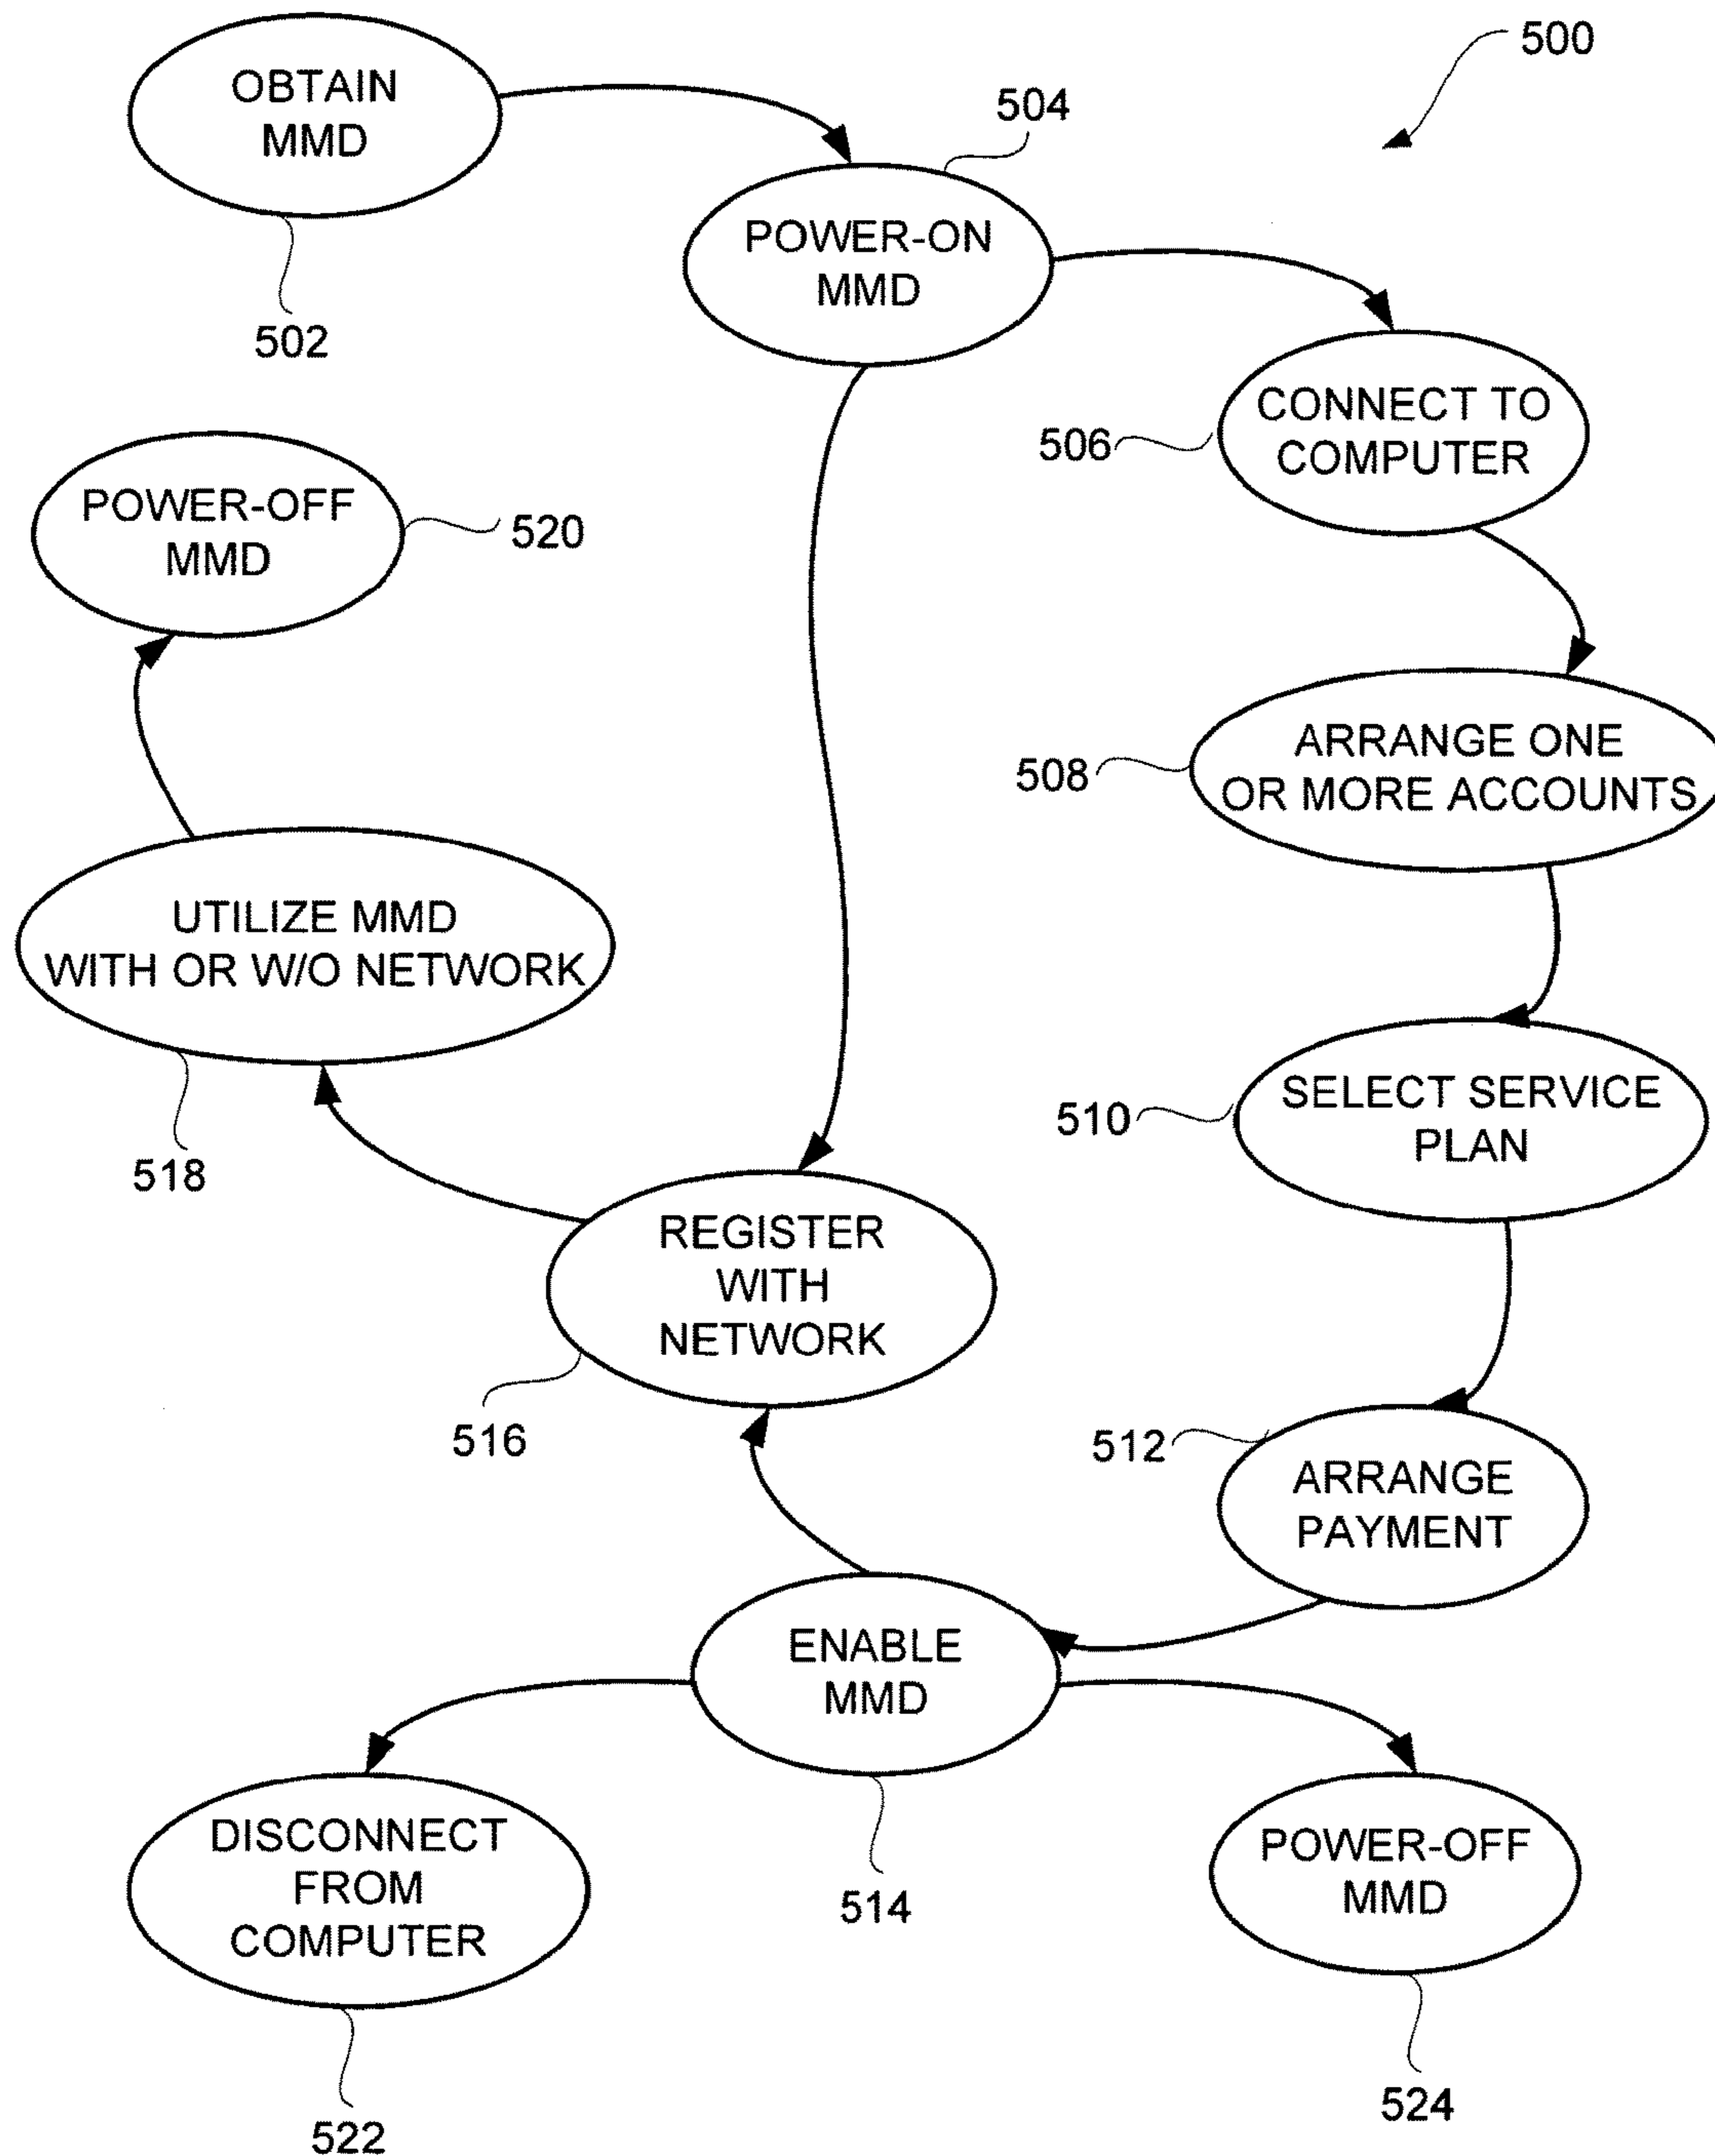 500
OBTAIN
MMD
502
504
POWER-ON
MMD
506
CONNECT TO
COMPUTER
POWER-OFF
MMD
520
508
ARRANGE ONE
OR MORE ACCOUNTS
UTILIZE MMD
WITH OR W/O NETWORK
518
510
SELECT SERVICE
PLAN
REGISTER
WITH
NETWORK
516
512
ARRANGE
PAYMENT
ENABLE
MMD
514
DISCONNECT
FROM
COMPUTER
522
POWER-OFF
MMD
524